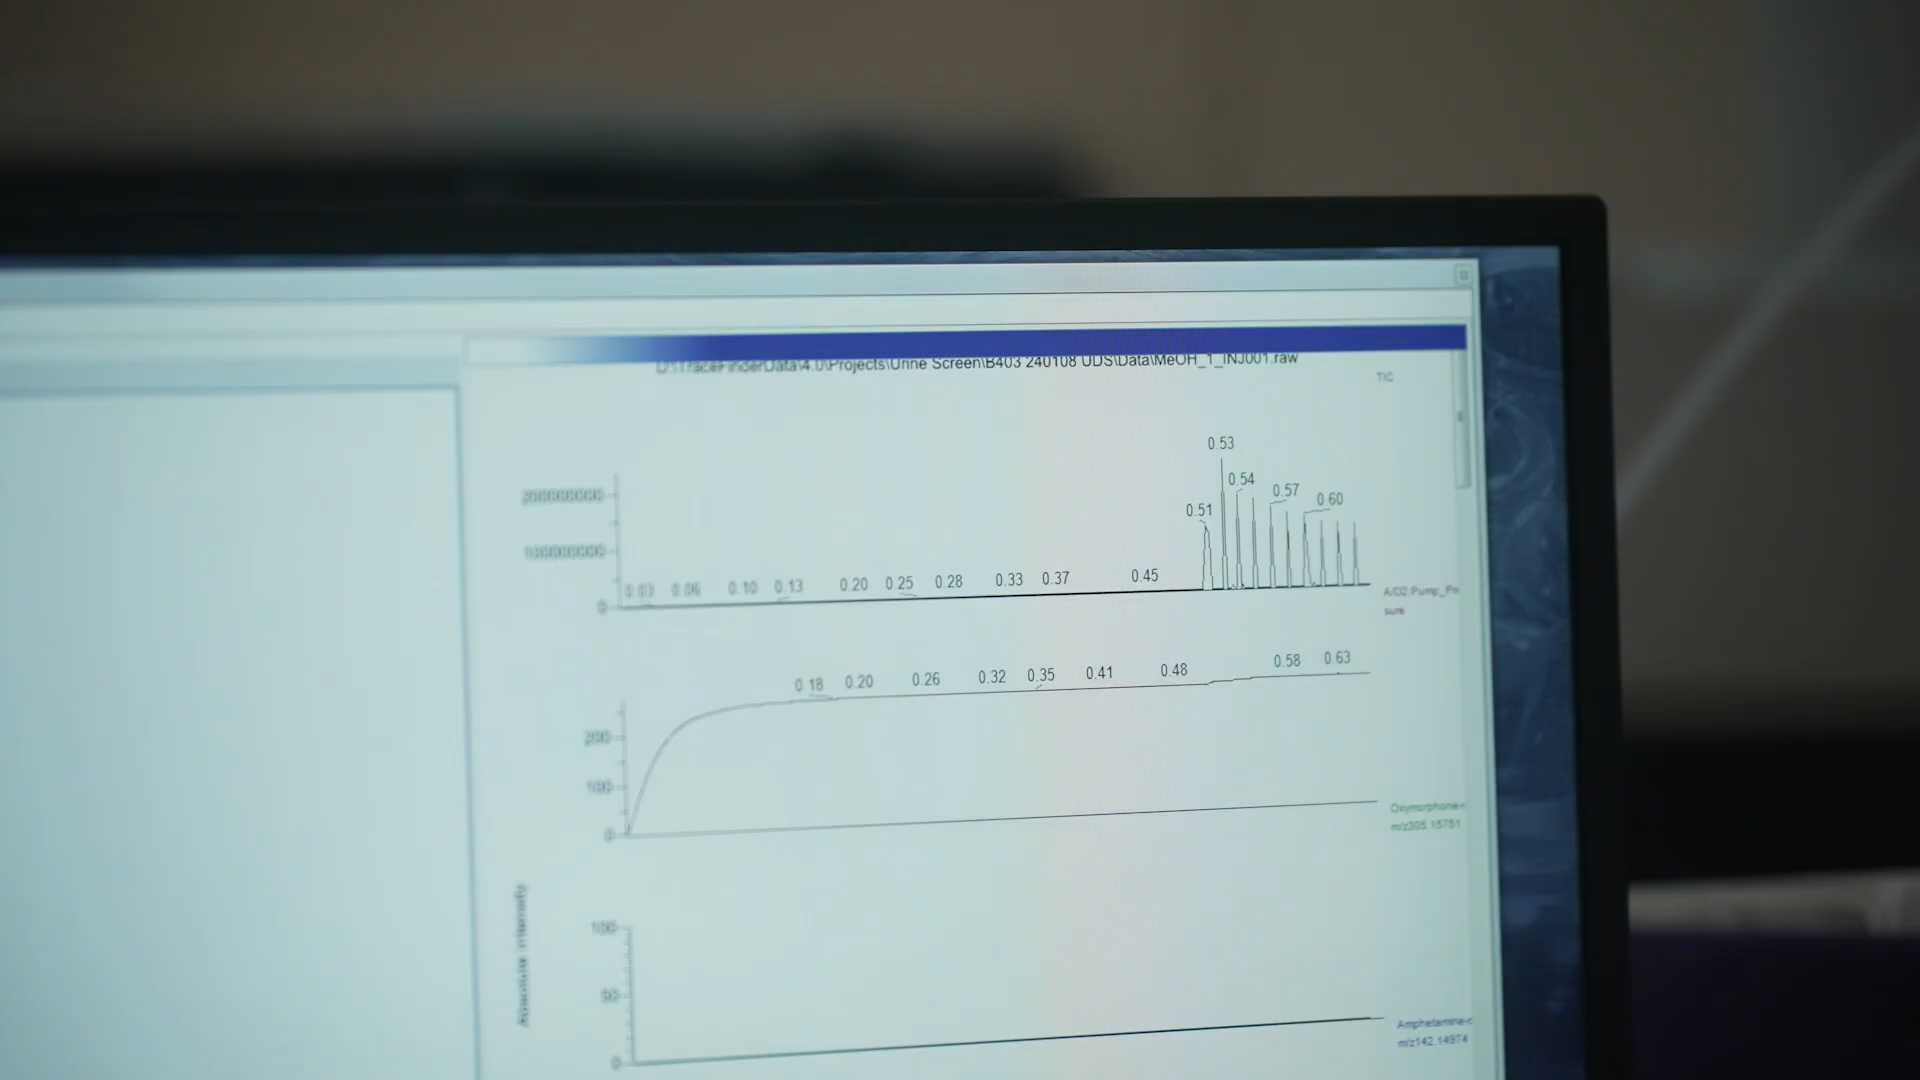 D:\TraceFinderData\4.0\Projects\Urine Screen\B403 240108 UDS\Data\MeOH_1_INJ001.raw
TIC
0.53
0.54
0.57
0.60
0.51
0.03 0.06 0.10 0.13 0.20 0.25 0.28 0.33 0.37 0.45
0
A/D2:Pump_Pre
sure
0.18 0.20 0.26 0.32 0.35 0.41 0.48 0.58 0.63
200
100
0
Oxymorphone-
m/z305.15751
Absolute Intensity
100
50
0
Amphetamine-
m/z142.14974